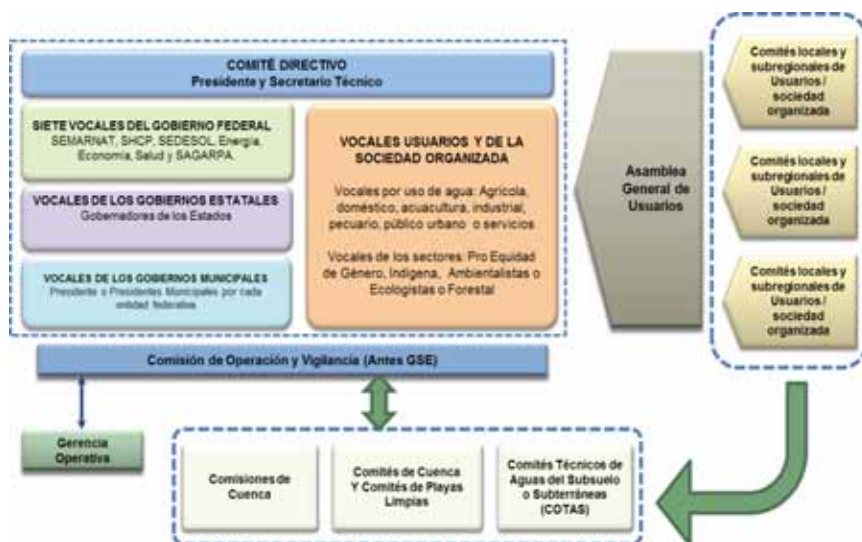 COMITÉ DIRECTIVO
Presidente y Secretario Técnico
SIETE VOCALES DEL GOBIERNO FEDERAL
SEMARNAT, SHCP, SEDESOL, Energía,
Economía, Salud y SAGARPA.
VOCALES DE LOS GOBIERNOS ESTATALES
Gobernadores de los Estados
VOCALES DE LOS GOBIERNOS MUNICIPALES
Presidente o Presidentes Municipales por cada
entidad federativa
VOCALES USUARIOS Y DE LA
SOCIEDAD ORGANIZADA
Vocales por uso de agua: Agrícola,
doméstico, acuacultura, industrial,
pecuario, público urbano o servicios
Vocales de los sectores: Pro Equidad
de Género, Indígena, Ambientalistas o
Ecologistas o Forestal
Asamblea
General de
Usuarios
Comités locales y
subregionales de
Usuarios /
sociedad
organizada
Comités locales y
subregionales de
Usuarios /
sociedad
organizada
Comités locales y
subregionales de
Usuarios /
sociedad
organizada
Comisión de Operación y Vigilancia (Antes GSE)
Gerencia
Operativa
Comisiones de
Cuenca
Comités de Cuenca
Y Comités de Playas
Limpias
Comités Técnicos de
Aguas del Subsuelo
o Subterráneas
(COTAS)